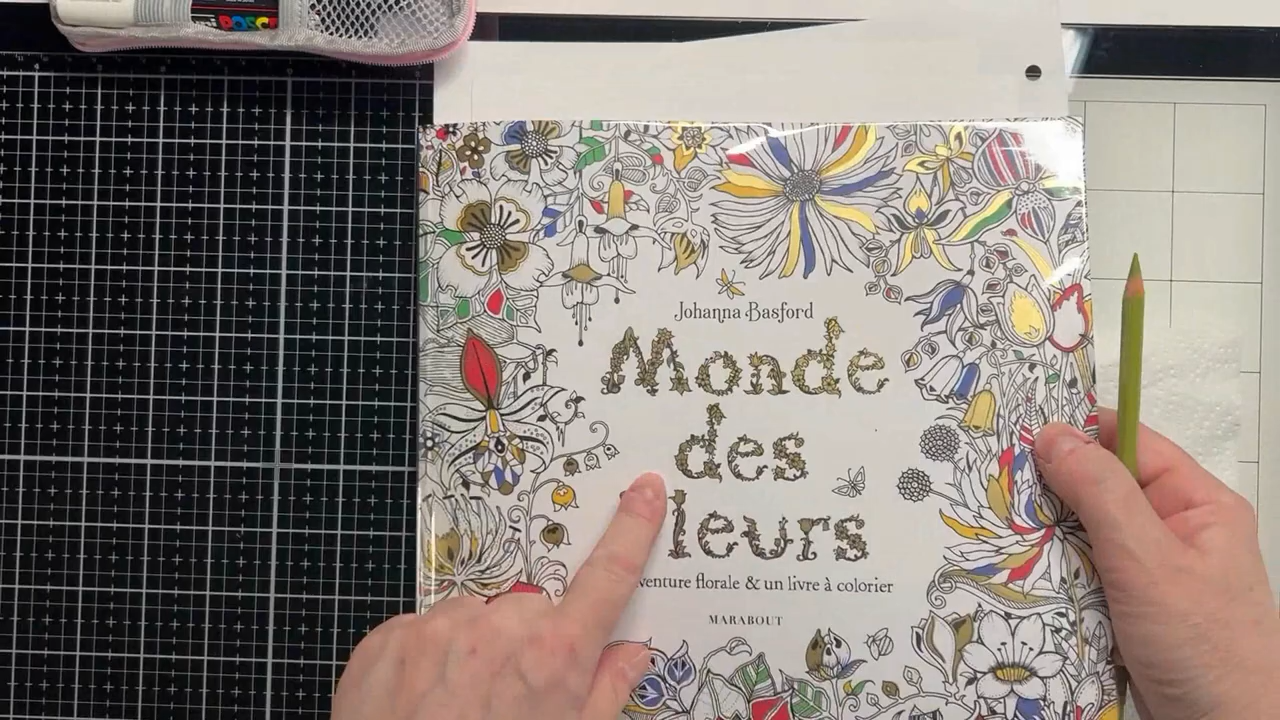 POSCA
Johanna Basford
Monde
des
leurs
venture florale & un livre à colorier
MARABOUT